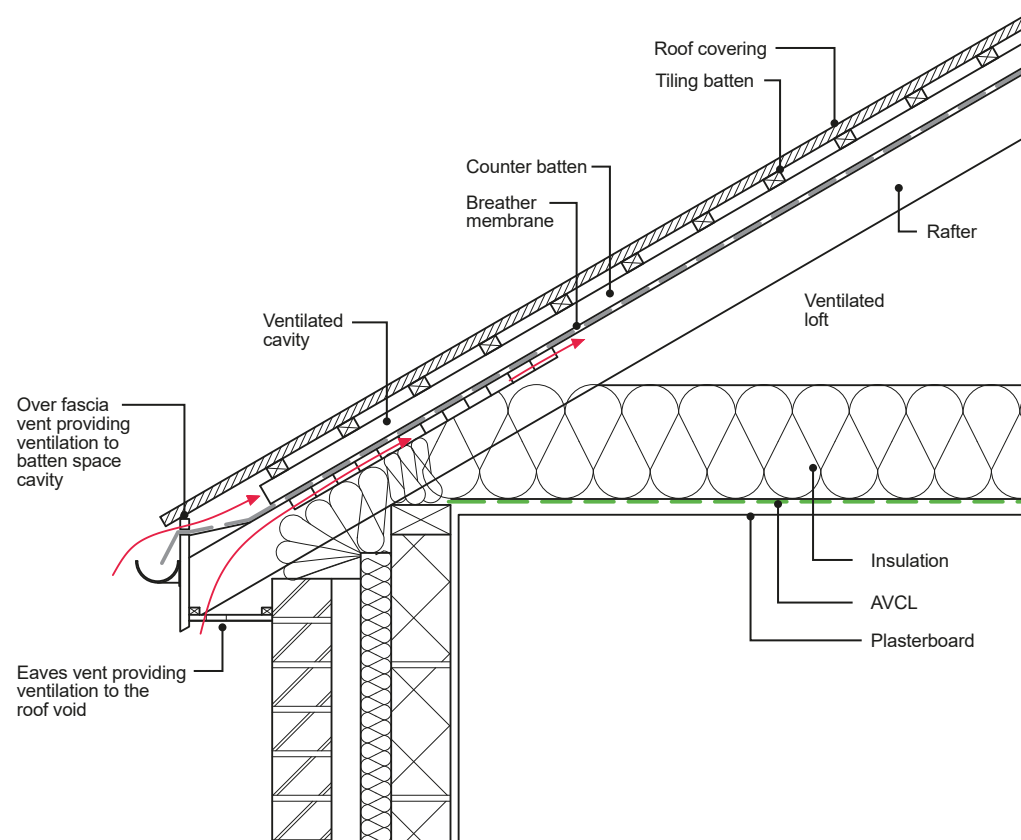 Roof covering
Tiling batten
Counter batten
Breather
membrane
Rafter
Ventilated
loft
Ventilated
cavity
Over fascia
vent providing
ventilation to
batten space
cavity
Insulation
AVCL
Plasterboard
Eaves vent providing
ventilation to the
roof void